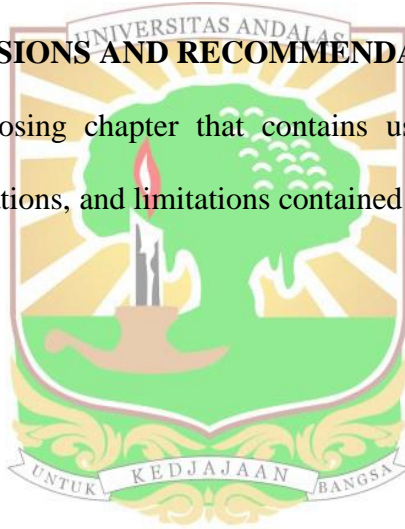 UNIVERSITAS ANDALAS
SIONS AND RECOMMENDA
osing chapter that contains us
tions, and limitations contained
UNTUK KEDJAJAAN BANGSA